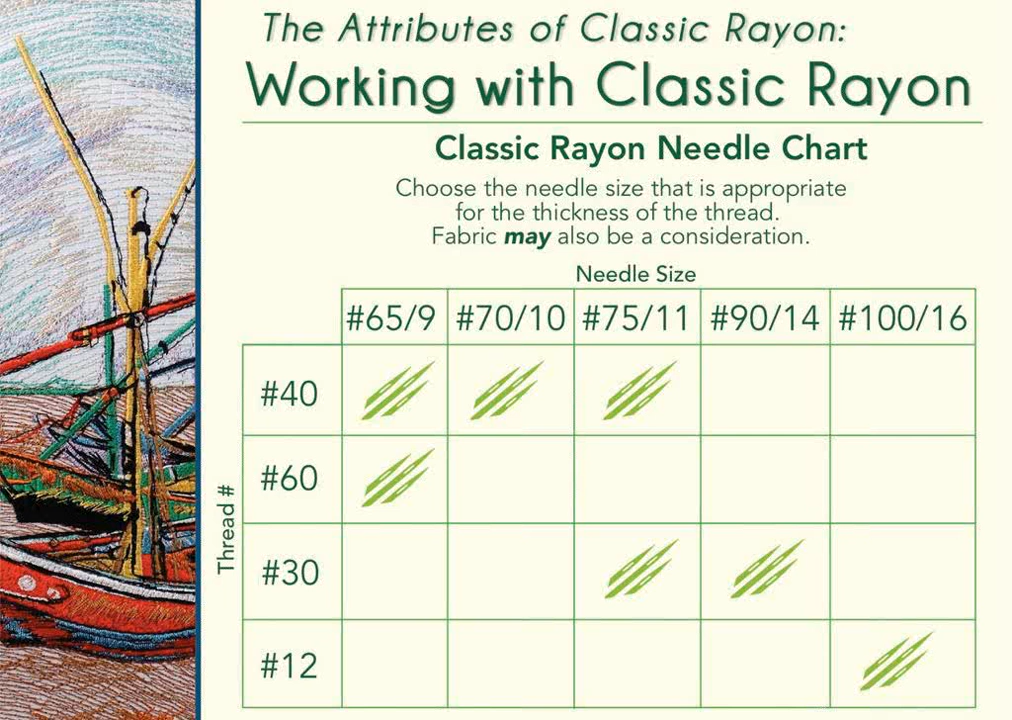 The Attributes of Classic Rayon:
Working with Classic Rayon
Classic Rayon Needle Chart
Choose the needle size that is appropriate
for the thickness of the thread.
Fabric may also be a consideration.
Needle Size
#65/9 #70/10 #75/11 #90/14 #100/16
Thread #
#40
#60
#30
#12